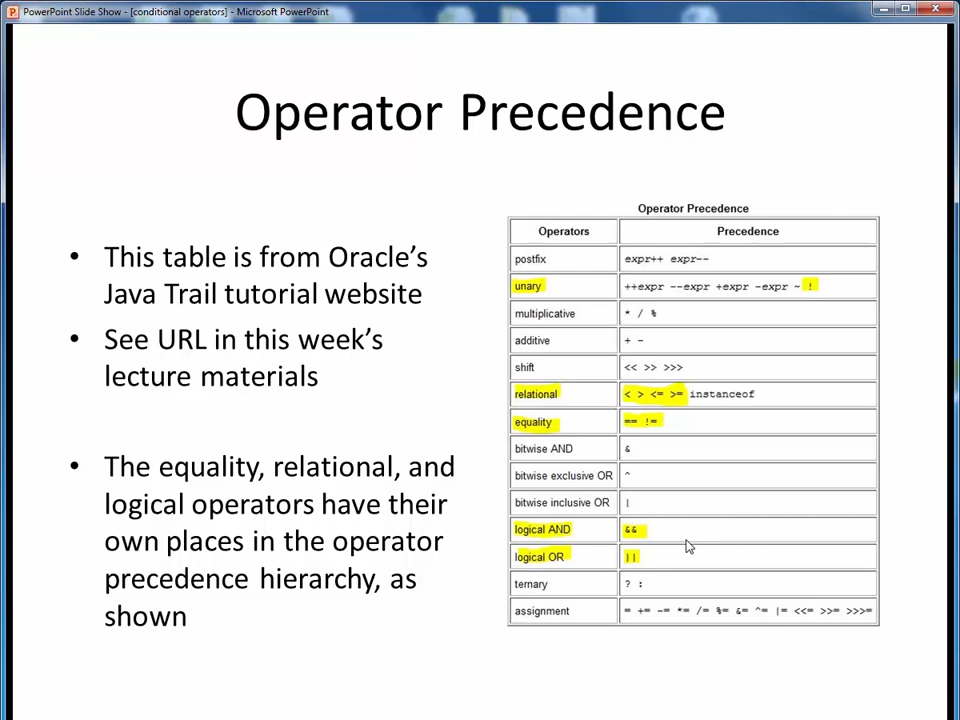 PowerPoint Slide Show - [conditional operators] - Microsoft PowerPoint
Operator Precedence
• This table is from Oracle's
Java Trail tutorial website
• See URL in this week's
lecture materials
• The equality, relational, and
logical operators have their
own places in the operator
precedence hierarchy, as
shown
Operator Precedence
Operators Precedence
postfix expr++ expr--
unary ++expr --expr +expr -expr ~ !
multiplicative * / %
additive + -
shift << >> >>>
relational < > <= >= instanceof
equality == !=
bitwise AND &
bitwise exclusive OR ^
bitwise inclusive OR |
logical AND &&
logical OR ||
ternary ? :
assignment = += -= *= /= %= &= ^= |= <<= >>= >>>=